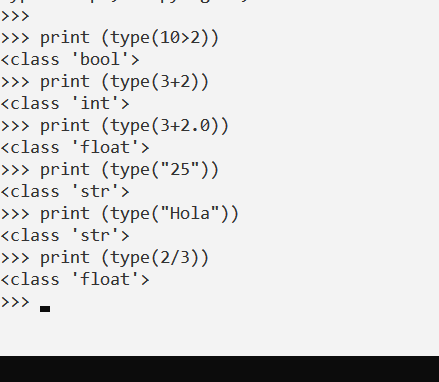 >>>
>>> print (type(10>2))
<class 'bool'>
>>> print (type(3+2))
<class 'int'>
>>> print (type(3+2.0))
<class 'float'>
>>> print (type("25"))
<class 'str'>
>>> print (type("Hola"))
<class 'str'>
>>> print (type(2/3))
<class 'float'>
>>>